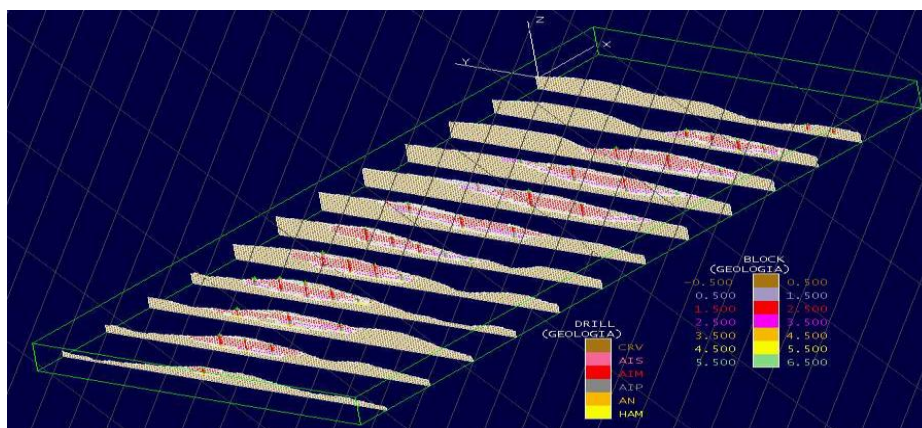 Z
X
Y
BLOCK
(GEOLOGIA)
-0.500 0.500
0.500 1.500
1.500 2.500
2.500 3.500
3.500 4.500
4.500 5.500
5.500 6.500
DRILL
(GEOLOGIA)
CRV
AIS
AIM
AIP
AN
HAM